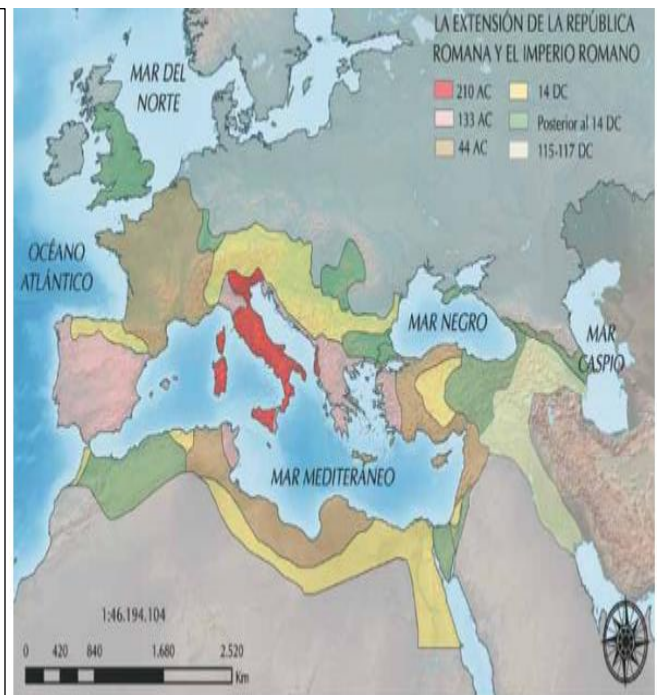 LA EXTENSIÓN DE LA REPÚBLICA
ROMANA Y EL IMPERIO ROMANO
210 AC
14 DC
133 AC
Posterior al 14 DC
44 AC
115-117 DC
MAR DEL
NORTE
OCÉANO
ATLÁNTICO
MAR NEGRO
MAR
CASPIO
MAR MEDITERÁNEO
1:46.194.104
0 420 840 1.680 2.520
Km